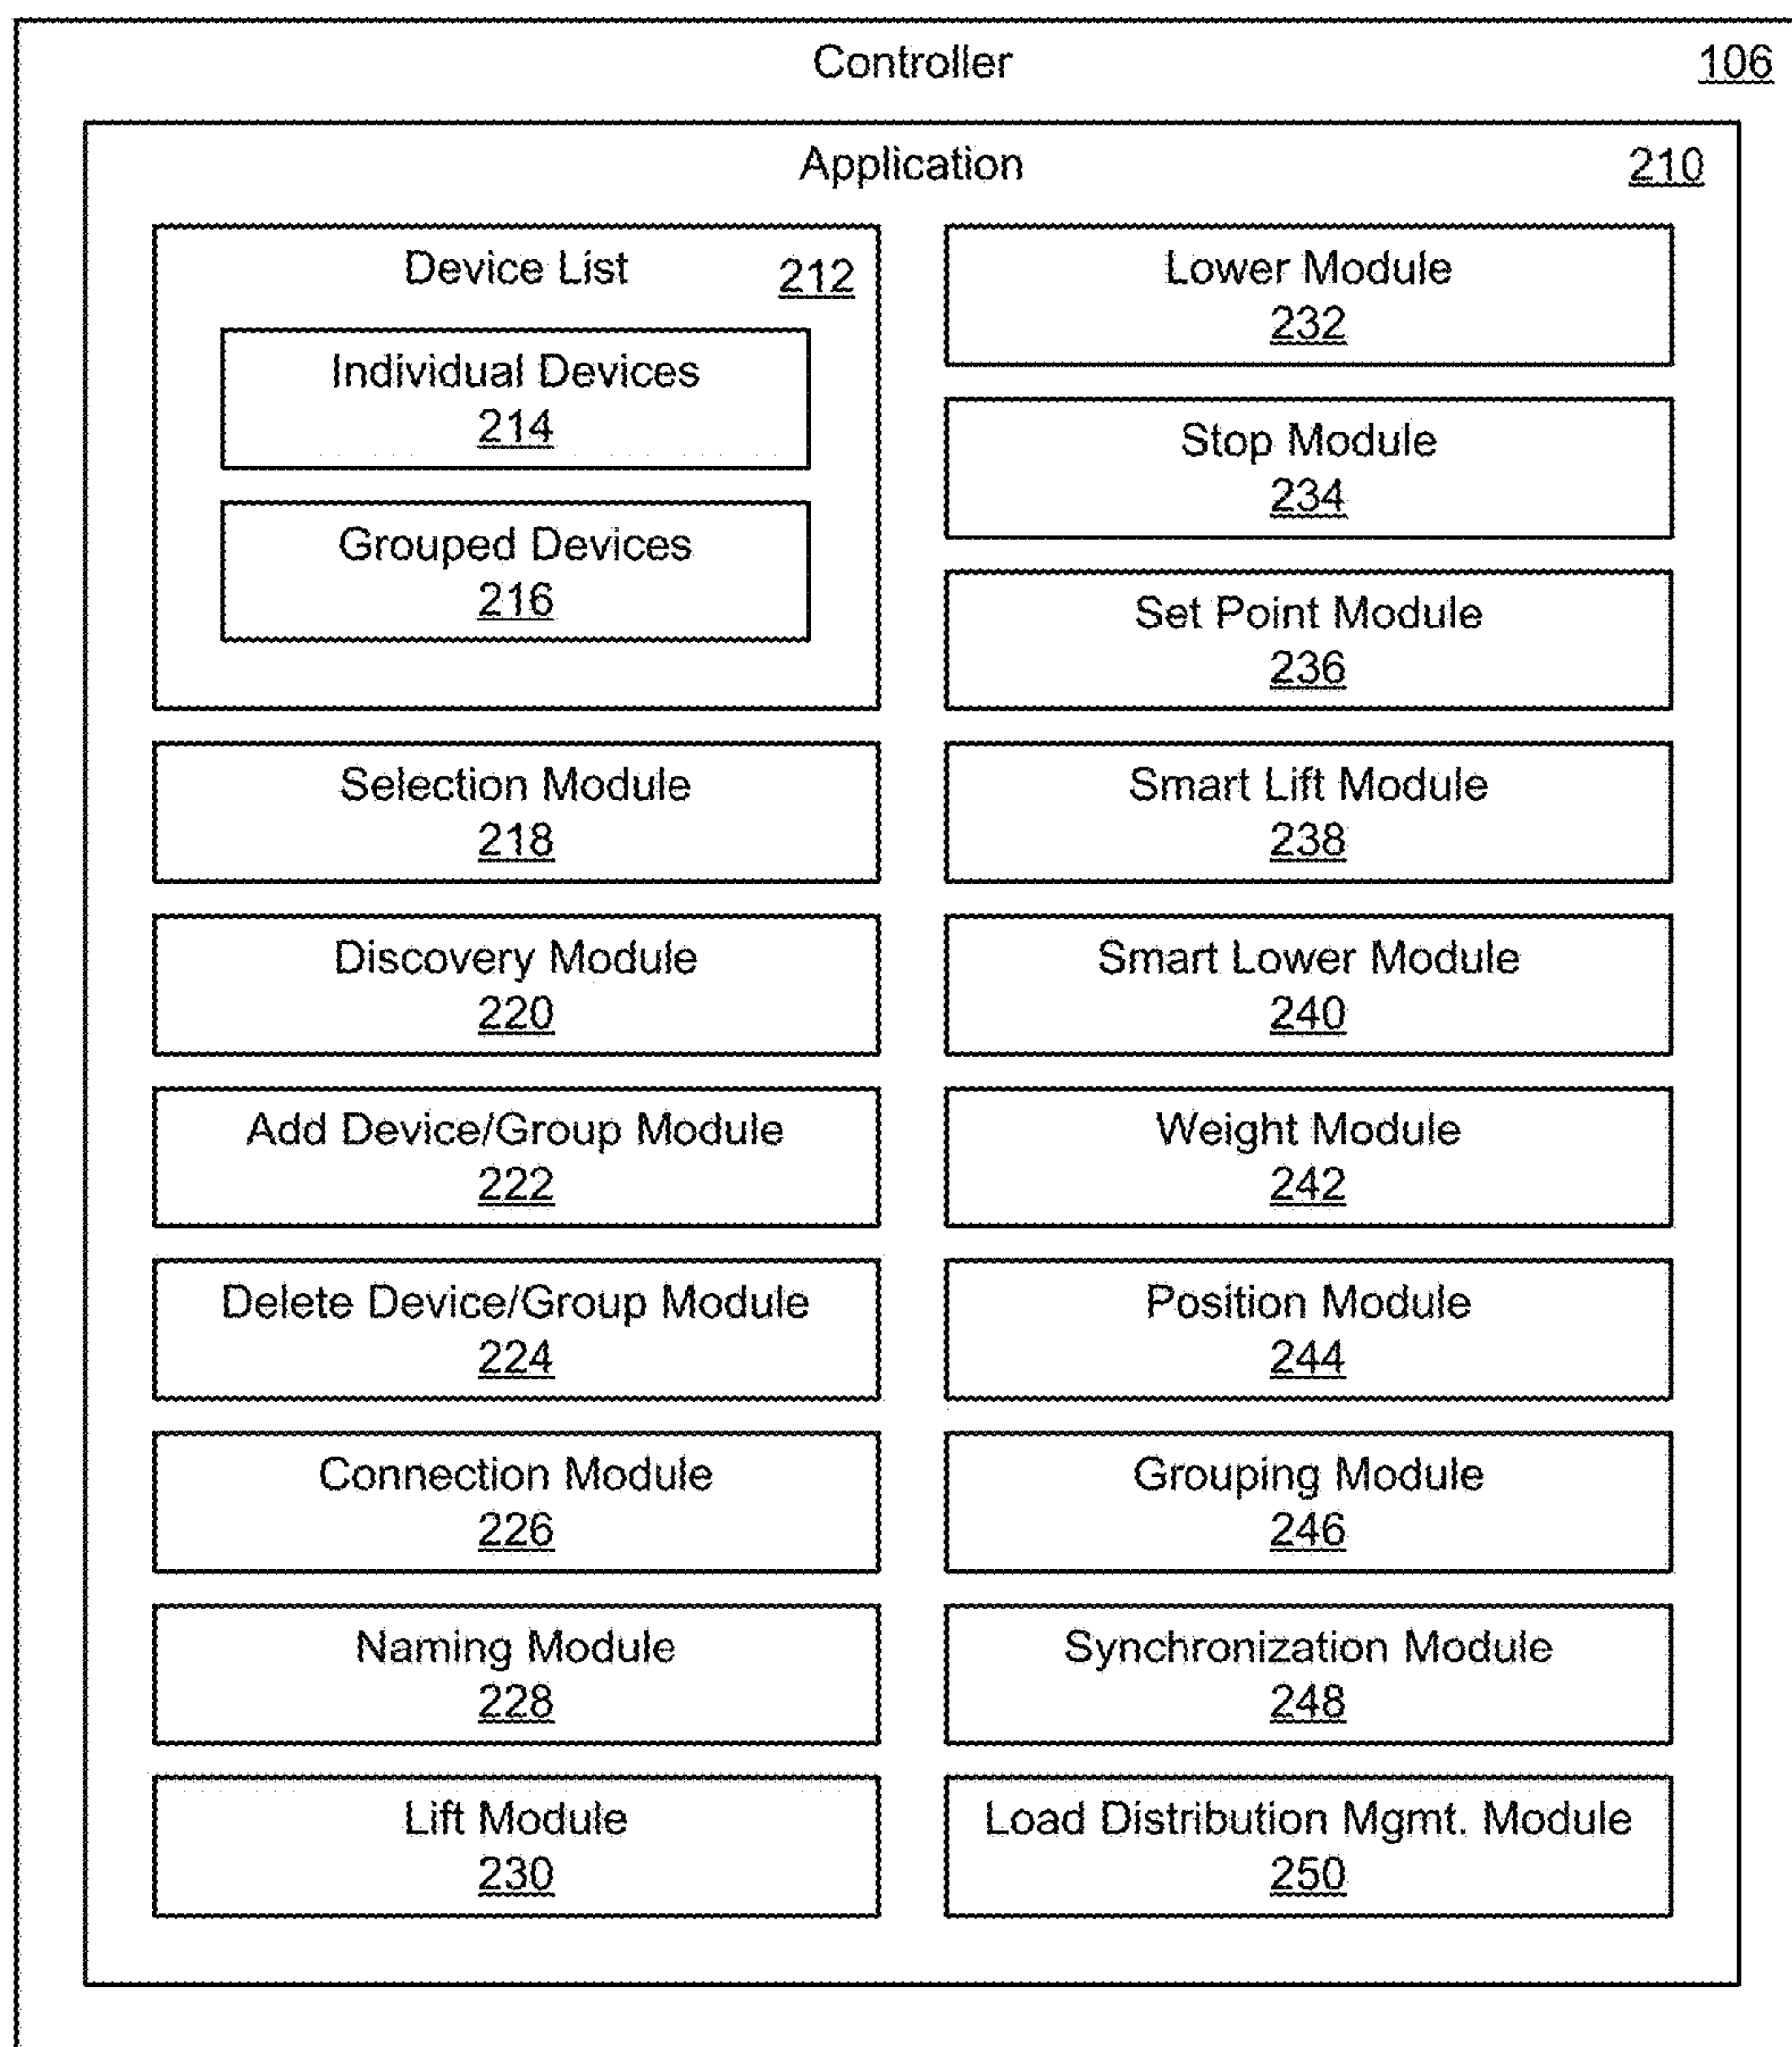 Controller 106
Application 210
Device List 212
Individual Devices
214
Grouped Devices
216
Selection Module
218
Discovery Module
220
Add Device/Group Module
222
Delete Device/Group Module
224
Connection Module
226
Naming Module
228
Lift Module
230
Lower Module
232
Stop Module
234
Set Point Module
236
Smart Lift Module
238
Smart Lower Module
240
Weight Module
242
Position Module
244
Grouping Module
246
Synchronization Module
248
Load Distribution Mgmt. Module
250